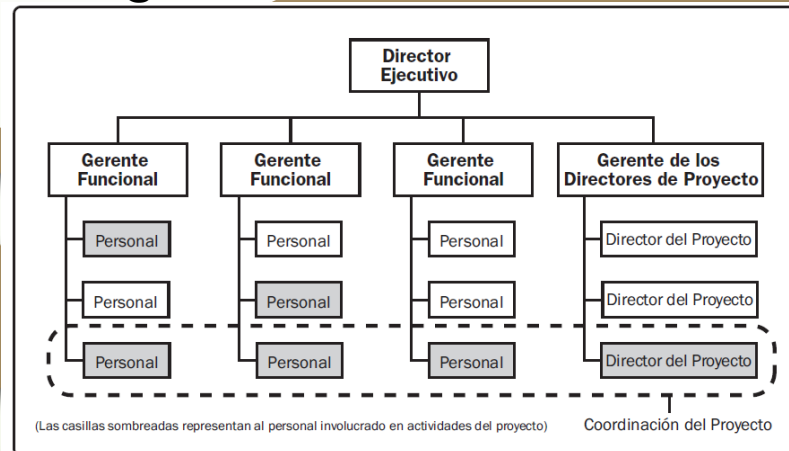 Director
Ejecutivo
Gerente
Funcional
Gerente
Funcional
Gerente
Funcional
Gerente de los
Directores de Proyecto
Personal
Personal
Personal
Director del Proyecto
Personal
Personal
Personal
Director del Proyecto
Personal
Personal
Personal
Director del Proyecto
(Las casillas sombreadas representan al personal involucrado en actividades del proyecto)
Coordinación del Proyecto